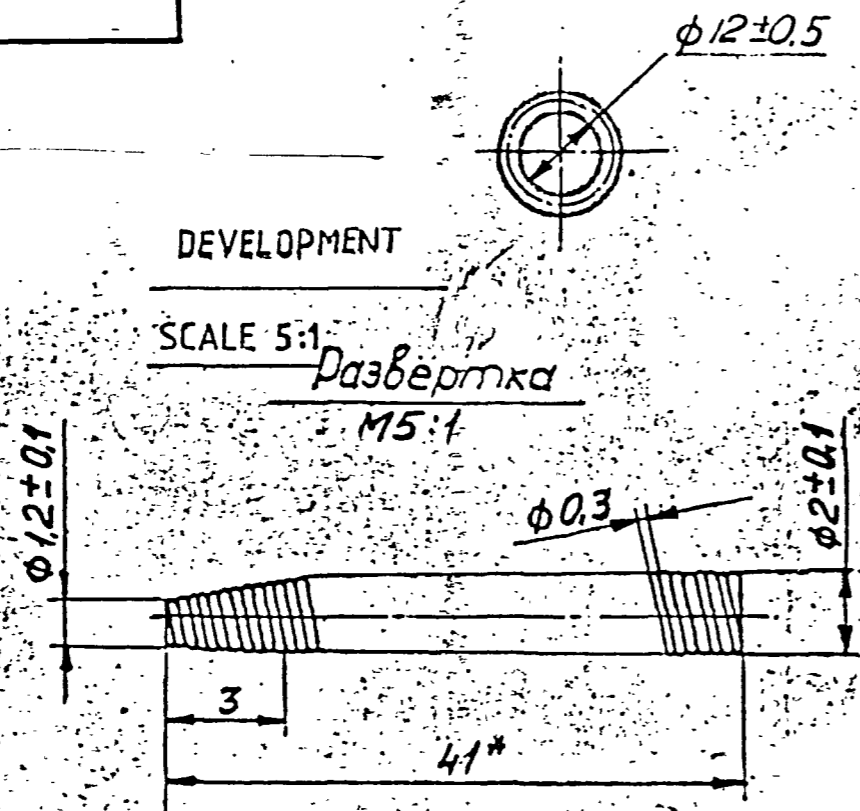 ϕ12±0.5
DEVELOPMENT
SCALE 5:1
Развертка
М5:1
ϕ1,2±0,1
ϕ0,3
ϕ2±0,1
3
41*